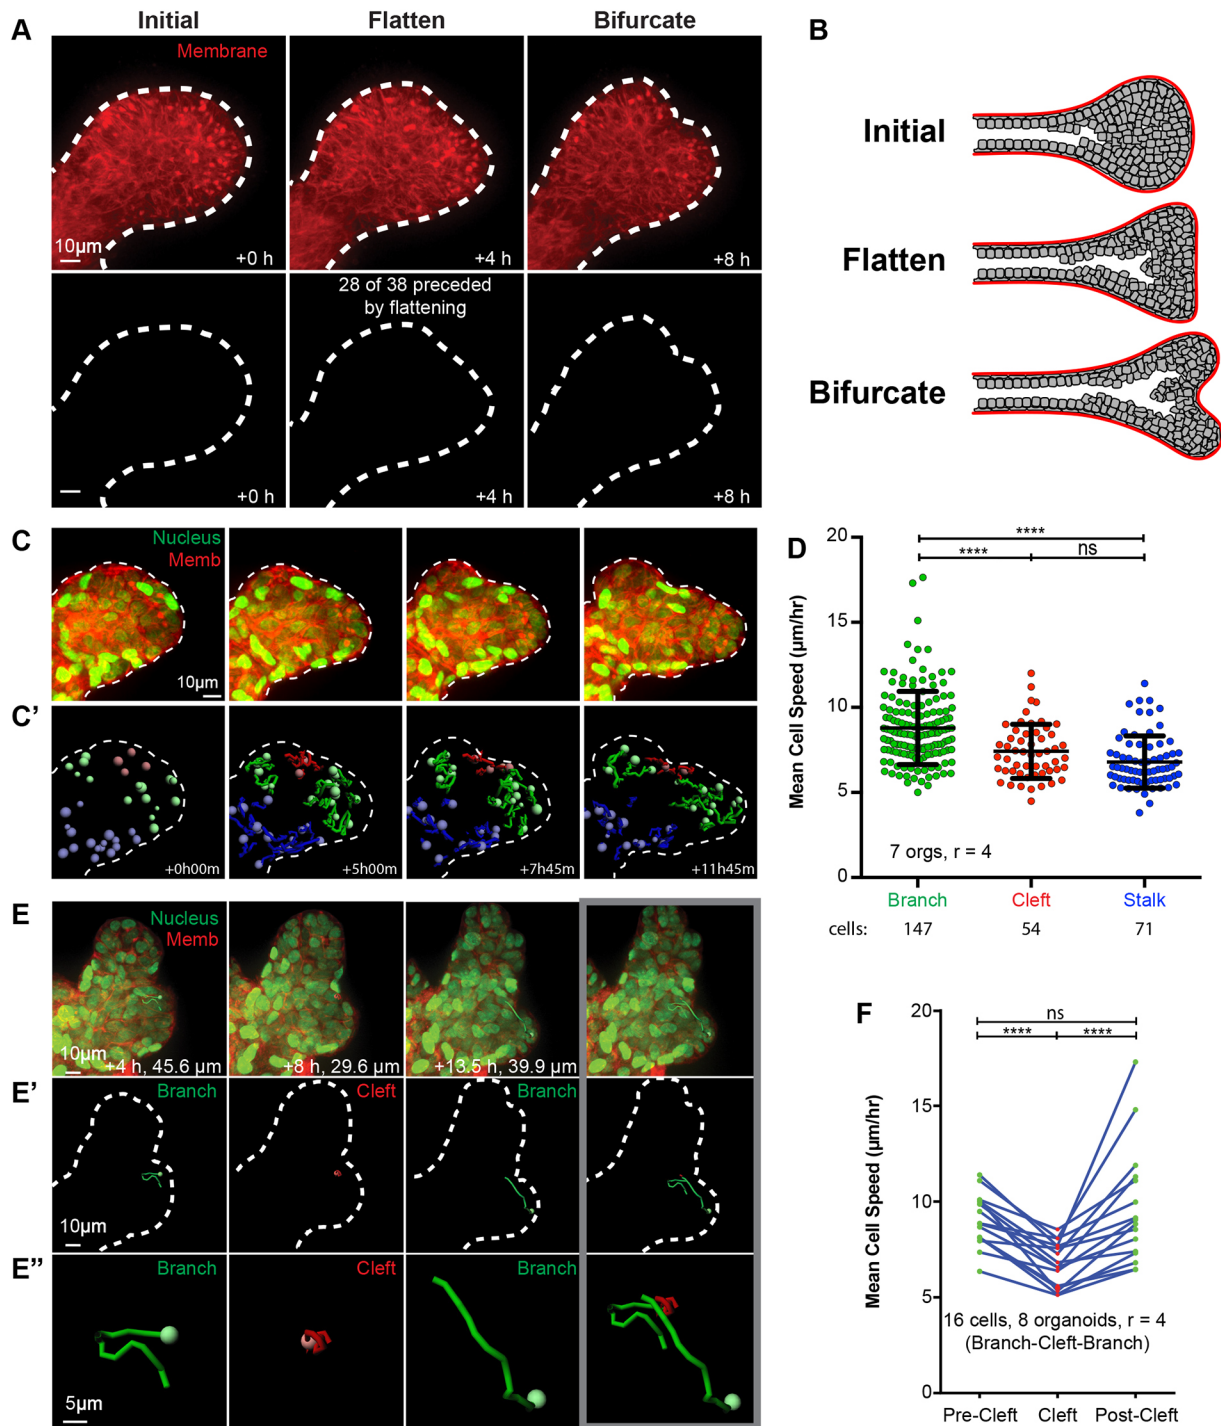 A
Initial
Flatten
Bifurcate
Membrane
10µm
+0 h
+4 h
+8 h
28 of 38 preceded
by flattening
+0 h
+4 h
+8 h
B
Initial
Flatten
Bifurcate
C
Nucleus
Memb
10µm
C’
+0h00m
+5h00m
+7h45m
+11h45m
D
Mean Cell Speed (µm/hr)
20
15
10
5
0
****
****
ns
7 orgs, r = 4
Branch
Cleft
Stalk
cells:
147
54
71
E
Nucleus
Memb
10µm
+4 h, 45.6 µm
+8 h, 29.6 µm
+13.5 h, 39.9 µm
E’
Branch
Cleft
Branch
10µm
E”
Branch
Cleft
Branch
5µm
F
Mean Cell Speed (µm/hr)
20
15
10
5
0
ns
****
****
16 cells, 8 organoids, r = 4
(Branch-Cleft-Branch)
Pre-Cleft
Cleft
Post-Cleft